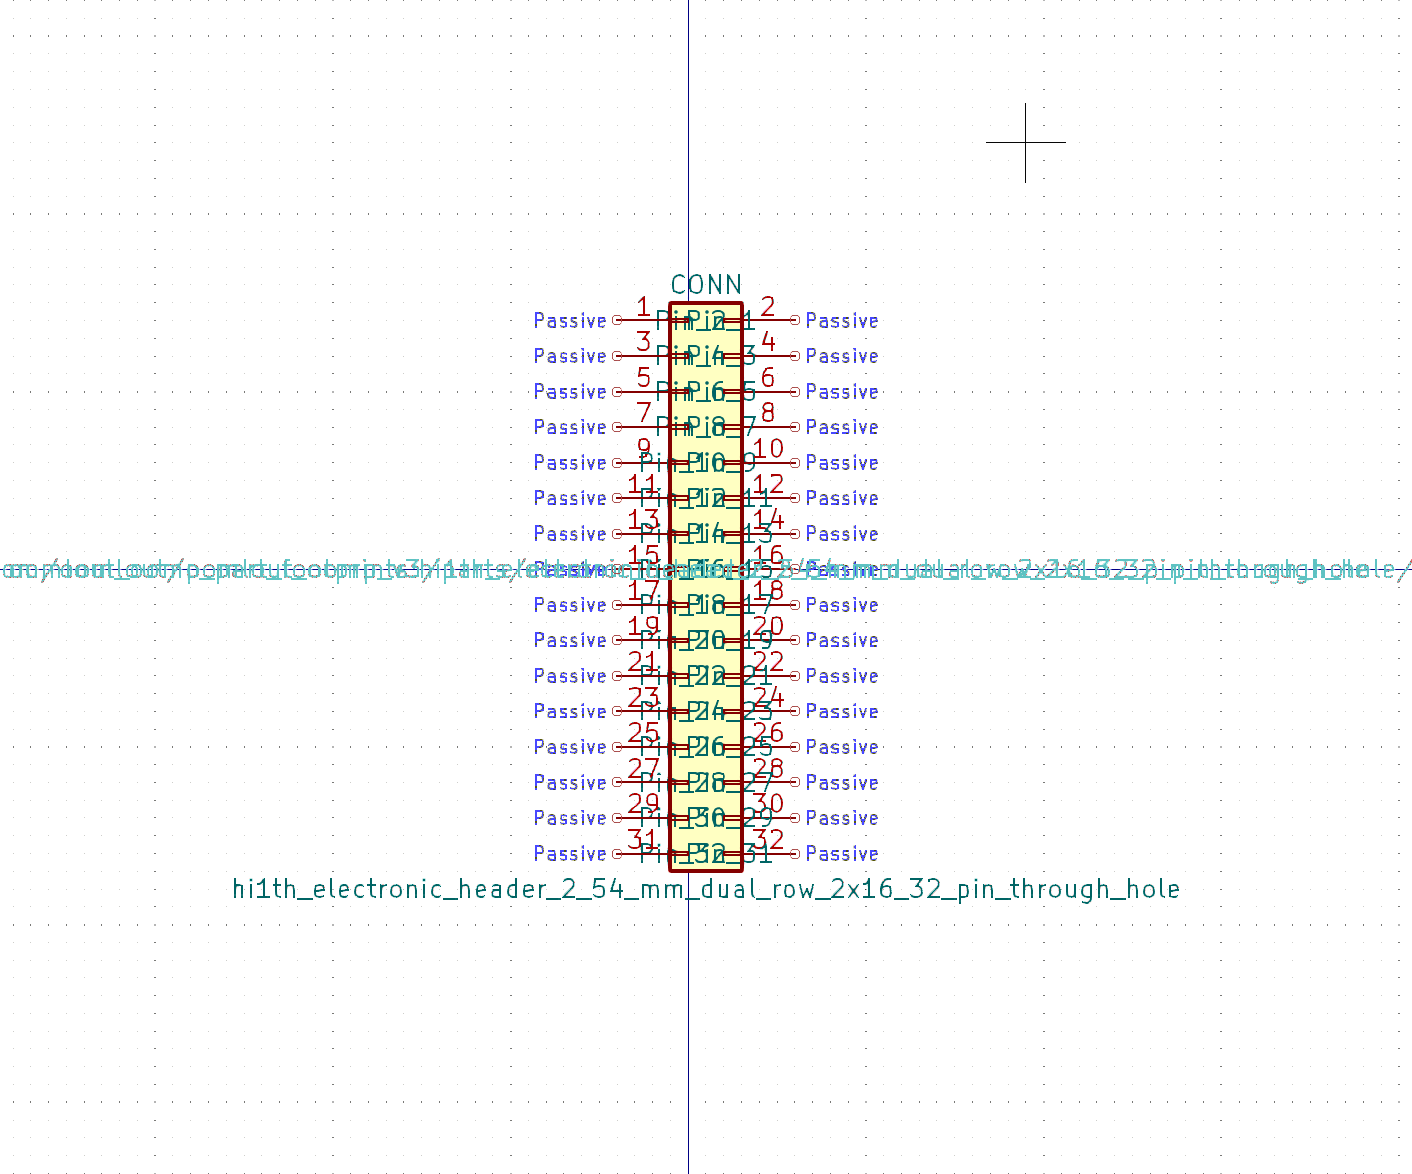 CONN
Passive 1 Pin_1 Pin_2 2 Passive
Passive 3 Pin_3 Pin_4 4 Passive
Passive 5 Pin_5 Pin_6 6 Passive
Passive 7 Pin_7 Pin_8 8 Passive
Passive 9 Pin_9 Pin_10 10 Passive
Passive 11 Pin_11 Pin_12 12 Passive
Passive 13 Pin_13 Pin_14 14 Passive
Passive 15 Pin_15 Pin_16 16 Passive
Passive 17 Pin_17 Pin_18 18 Passive
Passive 19 Pin_19 Pin_20 20 Passive
Passive 21 Pin_21 Pin_22 22 Passive
Passive 23 Pin_23 Pin_24 24 Passive
Passive 25 Pin_25 Pin_26 26 Passive
Passive 27 Pin_27 Pin_28 28 Passive
Passive 29 Pin_29 Pin_30 30 Passive
Passive 31 Pin_31 Pin_32 32 Passive
hi1th_electronic_header_2_54_mm_dual_row_2x16_32_pin_through_hole